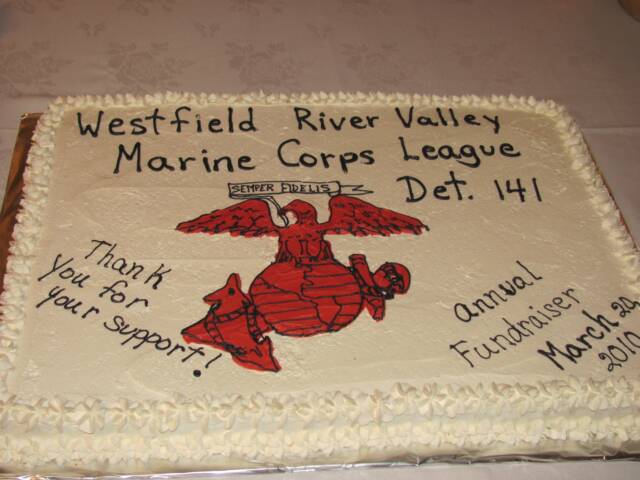 Westfield River Valley
Marine Corps League
Det. 141
SEMPER FIDELIS
Thank
You for
your support!
Annual
Fundraiser
March 20
2010